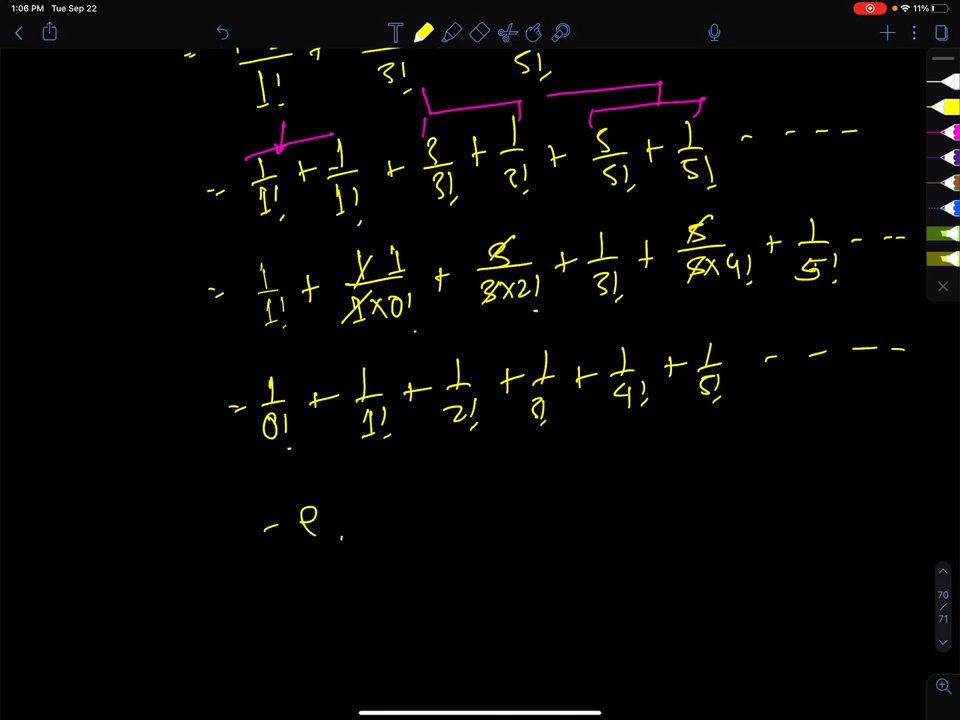 1:06 PM Tue Sep 22
11%
T
= 1! + 3! 5!
= 1/1! + 1/1! + 3/3! + 1/3! + 5/5! + 1/5! - - - -
= 1/1! + 1/1×0! 1 + 3/3×2! + 1/3! + 5/5×4! + 1/5! - - -
= 1/0! + 1/1! + 1/2! + 1/3! + 1/4! + 1/5! - - - -
- e.
70
/
71